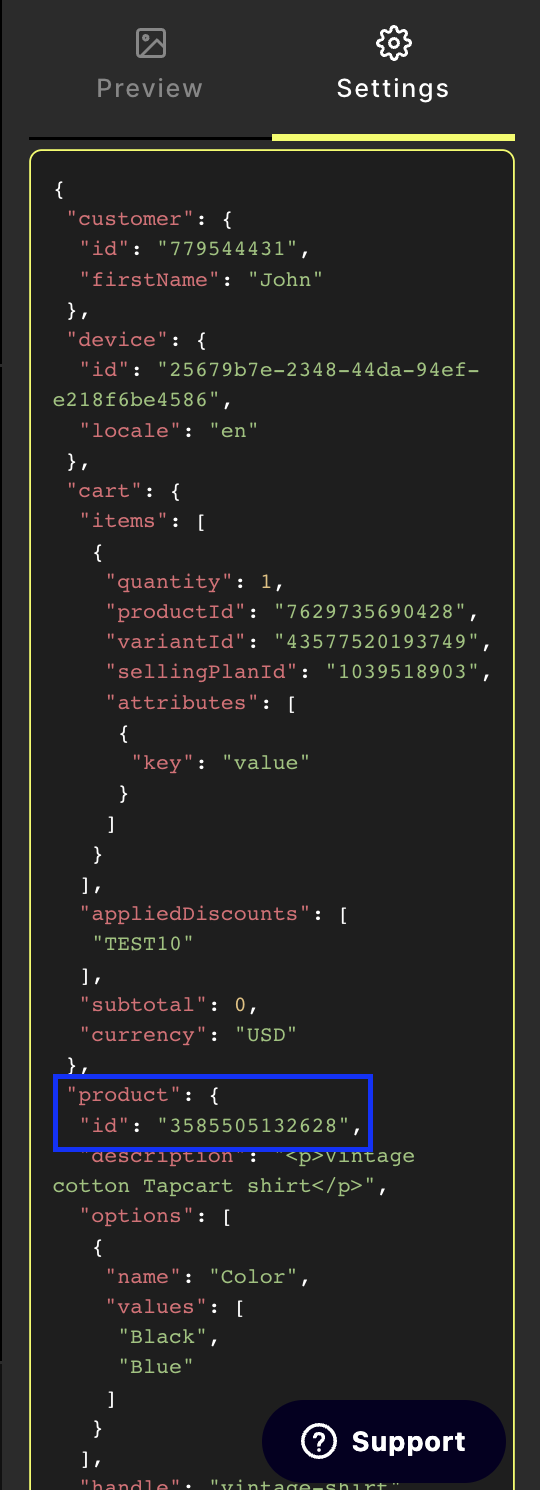 Preview
Settings
{
"customer": {
"id": "779544431",
"firstName": "John"
},
"device": {
"id": "25679b7e-2348-44da-94ef-
e218f6be4586",
"locale": "en"
},
"cart": {
"items": [
{
"quantity": 1,
"productId": "7629735690428",
"variantId": "43577520193749",
"sellingPlanId": "1039518903",
"attributes": [
{
"key": "value"
}
]
}
],
"appliedDiscounts": [
"TEST10"
],
"subtotal": 0,
"currency": "USD"
},
"product": {
"id": "3585505132628",
"description": "<p>Vintage
cotton Tapcart shirt</p>",
"options": [
{
"name": "Color",
"values": [
"Black",
"Blue"
]
}
],
"handle": "vintage-shirt"
Support